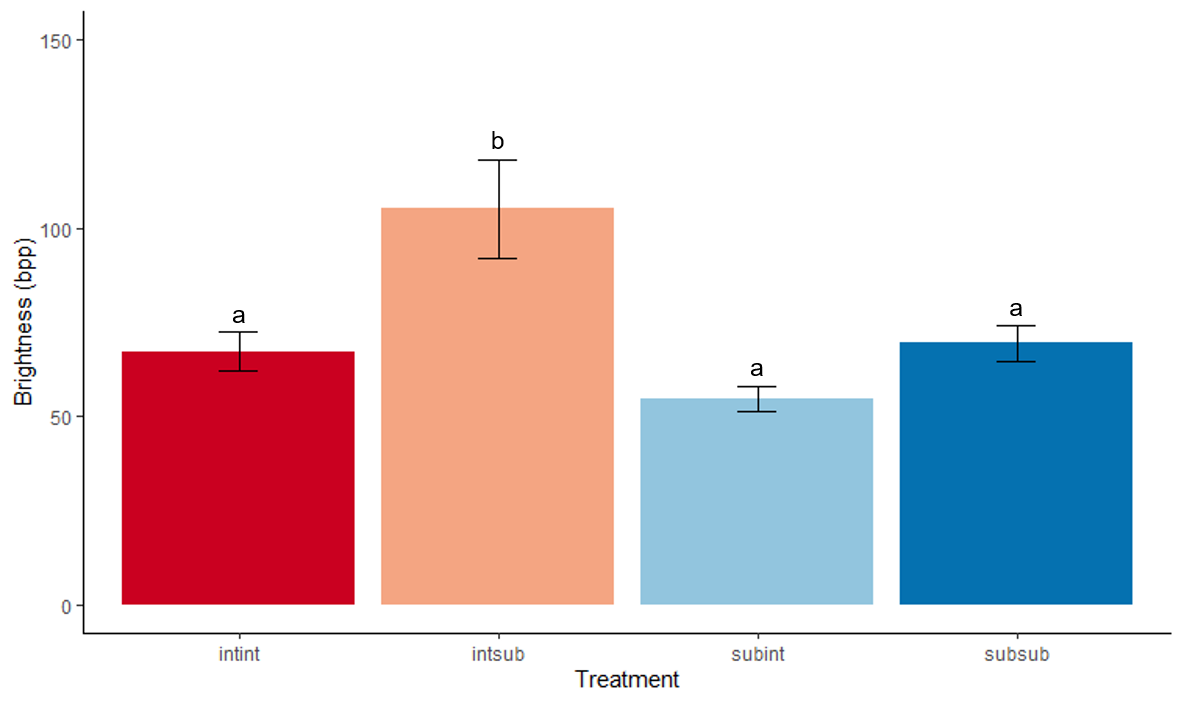 150
100
50
0
Brightness (bpp)
a
b
a
a
intint
intsub
subint
subsub
Treatment